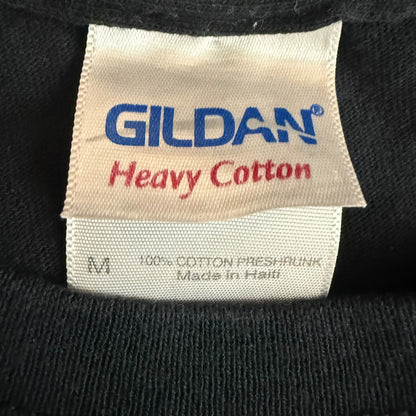 GILDAN®
Heavy Cotton
M
100% COTTON PRESHRUNK
Made in Haiti